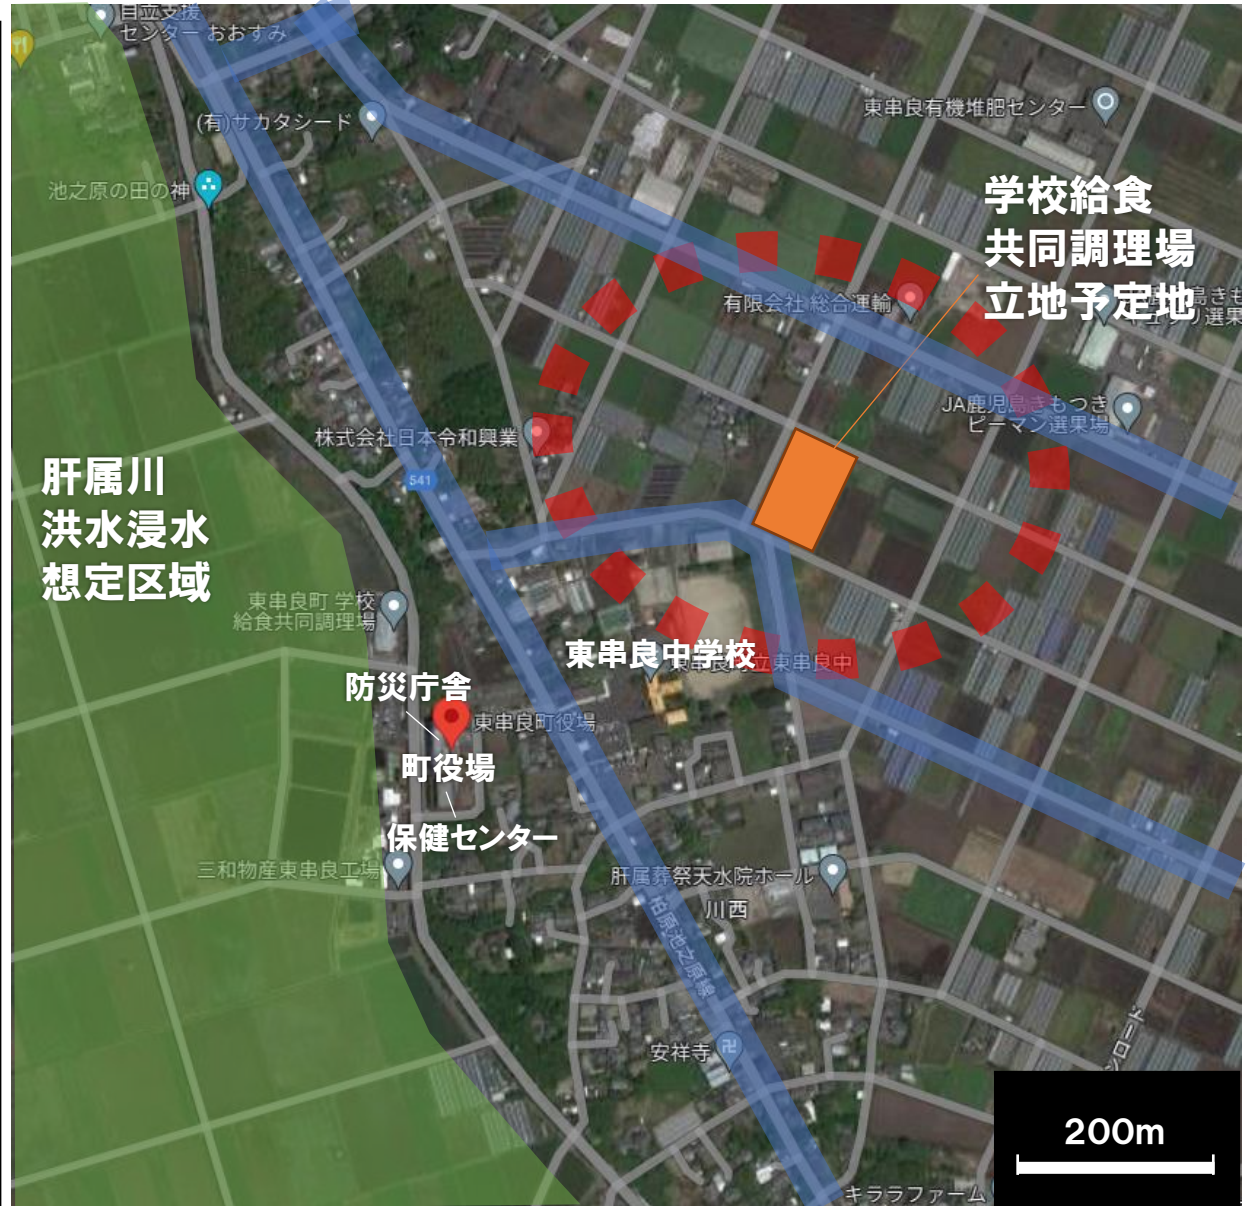 自立支援
センター おおすみ
(有)サカタシード
東串良有機堆肥センター
池之原の田の神
学校給食
共同調理場
立地予定地
有限会社 総合運輸
JA鹿児島きもつき
ピーマン選果場
株式会社日本令和興業
541
肝属川
洪水浸水
想定区域
東串良町 学校
給食共同調理場
東串良中学校
防災庁舎
東串良町役場
町役場
保健センター
三和物産東串良工場
肝属葬祭天水院ホール
川西
柏原池之原線
安祥寺
200m
キララファーム